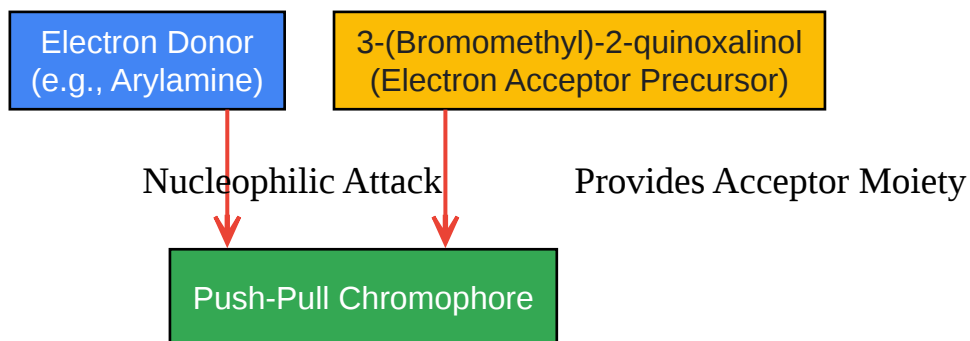 Electron Donor
(e.g., Arylamine)
3-(Bromomethyl)-2-quinoxalinol
(Electron Acceptor Precursor)
Nucleophilic Attack
Provides Acceptor Moiety
Push-Pull Chromophore